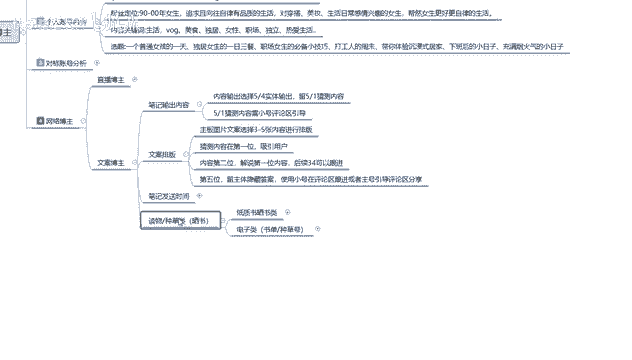 博主
个人
定位:90-00年女生，追求且向往自律有品质的生活，对穿搭、美妆、生活日常感情兴趣的女生，帮然女生更好更自律的生活。
内容关键词:生活、vog、美食、独居、女性、职场、独立、热爱生活。
选题:一个普通女孩的一天、独居女生的一日三餐、职场女生的必备小技巧、打工人的周末、带你体验沉浸式居家、下班后的小日子、充满烟火气的小日子
对标账号分析
4 网络博主
直播博主
文案博主
笔记输出内容
内容输出选择5/4实体输出、留5/1猜测内容
5/1猜测内容需小号评论区引导
文案排版
主版图片文案选择3-5张内容进行排版
猜测内容在第一位，吸引用户
内容第二位，解说第一位内容，后续34可以跟进
第五位，留主体隐藏答案，使用小号在评论区跟进或者主号引导评论区分享
笔记发送时间
读物/种草类（晒书）
纸质书晒书类
电子类（书单/种草号）